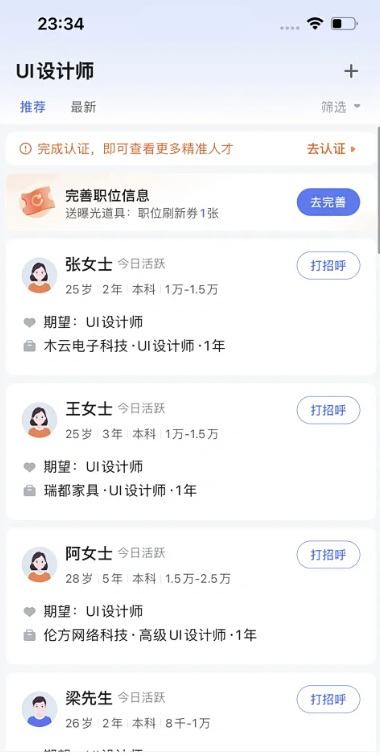 23:34
UI设计师
推荐 最新 筛选
完成认证，即可查看更多精准人才 去认证
完善职位信息
送曝光道具：职位刷新券1张
去完善
张女士 今日活跃 打招呼
25岁 2年 本科 1万-1.5万
期望：UI设计师
木云电子科技·UI设计师·1年
王女士 今日活跃 打招呼
25岁 3年 本科 1万-1.5万
期望：UI设计师
瑞都家具·UI设计师·1年
阿女士 今日活跃 打招呼
28岁 5年 本科 1.5万-2.5万
期望：UI设计师
伦方网络科技·高级UI设计师·1年
梁先生 今日活跃 打招呼
26岁 2年 本科 8千-1万